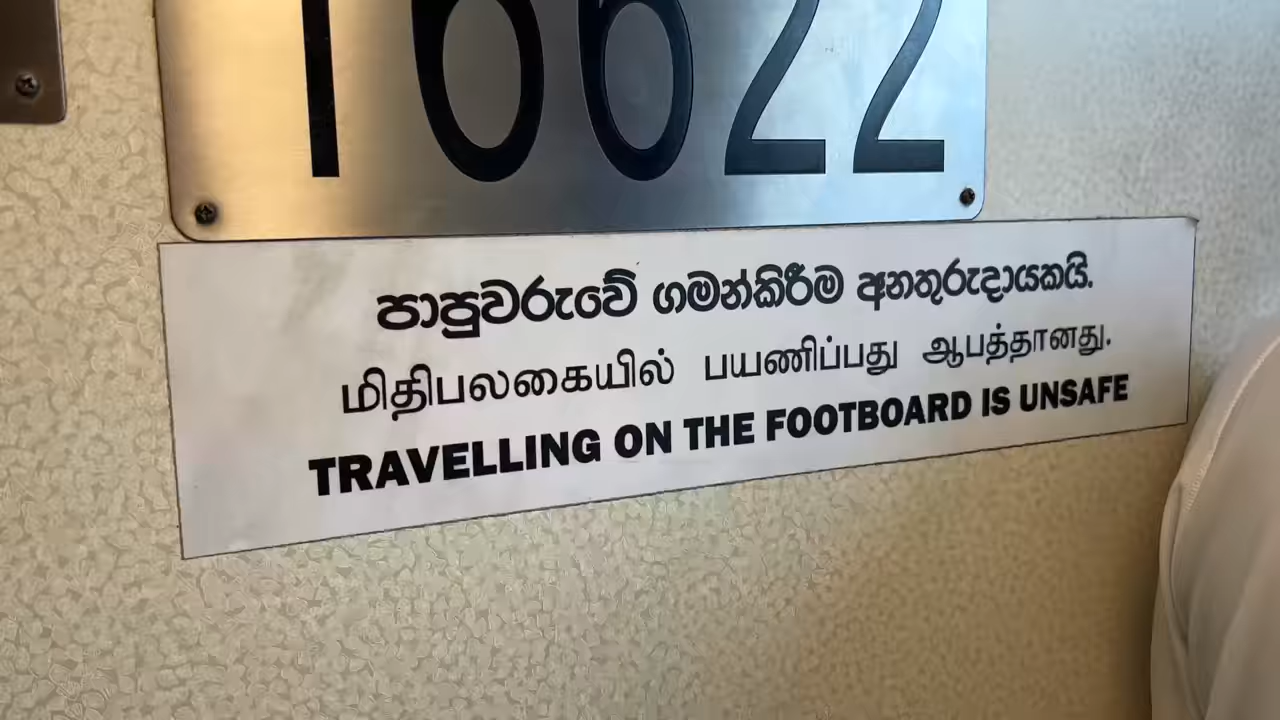 16622
පාපුවරුවේ ගමන්කිරීම අනතුරුදායකයි.
மிதிபலகையில் பயணிப்பது ஆபத்தானது.
TRAVELLING ON THE FOOTBOARD IS UNSAFE